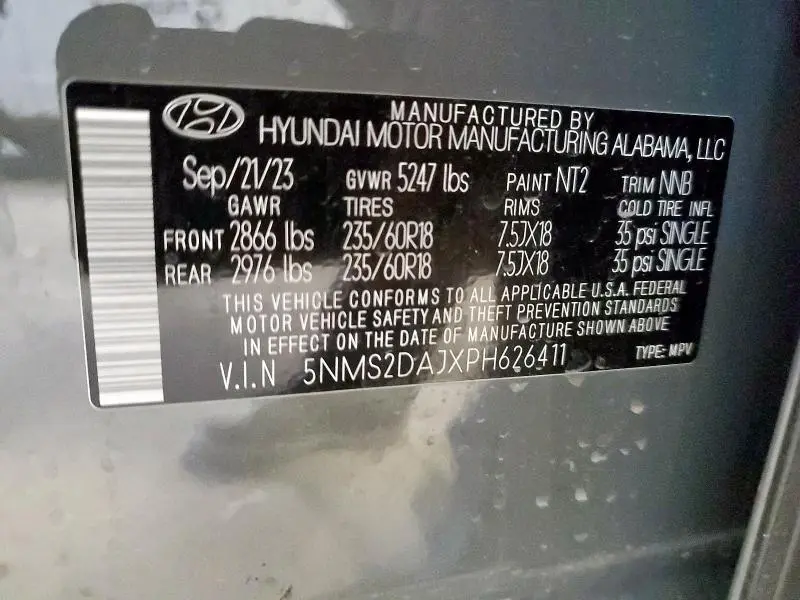 MANUFACTURED BY
HYUNDAI MOTOR MANUFACTURING ALABAMA, LLC
Sep/21/23 GVWR 5247 lbs PAINT NT2 TRIM NNB
GAWR TIRES RIMS COLD TIRE INFL
FRONT 2866 lbs 235/60R18 7.5JX18 35 psi SINGLE
REAR 2976 lbs 235/60R18 7.5JX18 35 psi SINGLE
THIS VEHICLE CONFORMS TO ALL APPLICABLE U.S.A. FEDERAL
MOTOR VEHICLE SAFETY AND THEFT PREVENTION STANDARDS
IN EFFECT ON THE DATE OF MANUFACTURE SHOWN ABOVE
V.I.N 5NMS2DAJXPH626411 TYPE: MPV